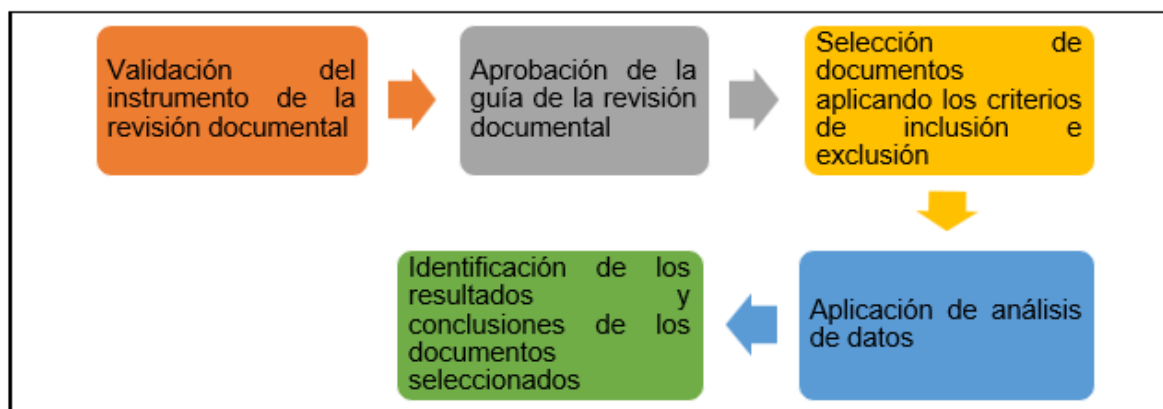 Validación del
instrumento de la
revisión documental
Aprobación de la
guía de la revisión
documental
Selección de
documentos
aplicando los criterios
de inclusión e
exclusión
Aplicación de análisis
de datos
Identificación de los
resultados y
conclusiones de los
documentos
seleccionados